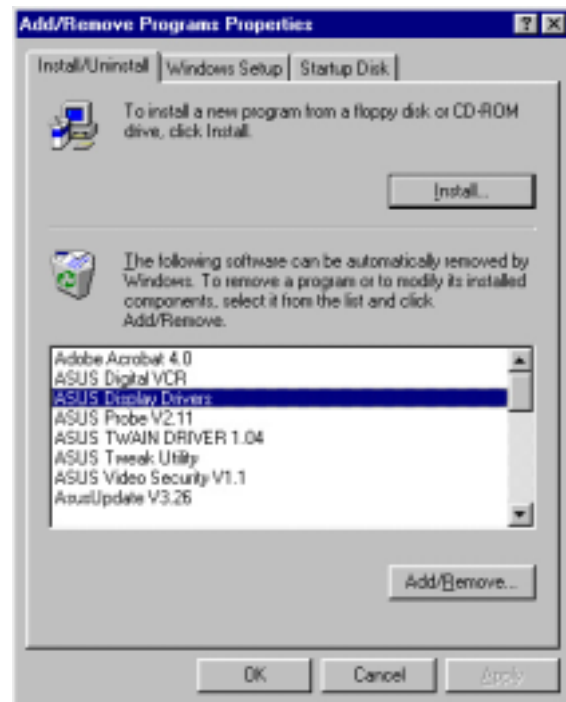 Add/Remove Programs Properties
Install/Uninstall Windows Setup Startup Disk
To install a new program from a floppy disk or CD-ROM
drive, click Install.
Install...
The following software can be automatically removed by
Windows. To remove a program or to modify its installed
components, select it from the list and click
Add/Remove.
Adobe Acrobat 4.0
ASUS Digital VCR
ASUS Display Drivers
ASUS Probe V2.11
ASUS TWAIN DRIVER 1.04
ASUS Tweak Utility
ASUS Video Security V1.1
AsusUpdate V3.26
Add/Remove...
OK Cancel Apply